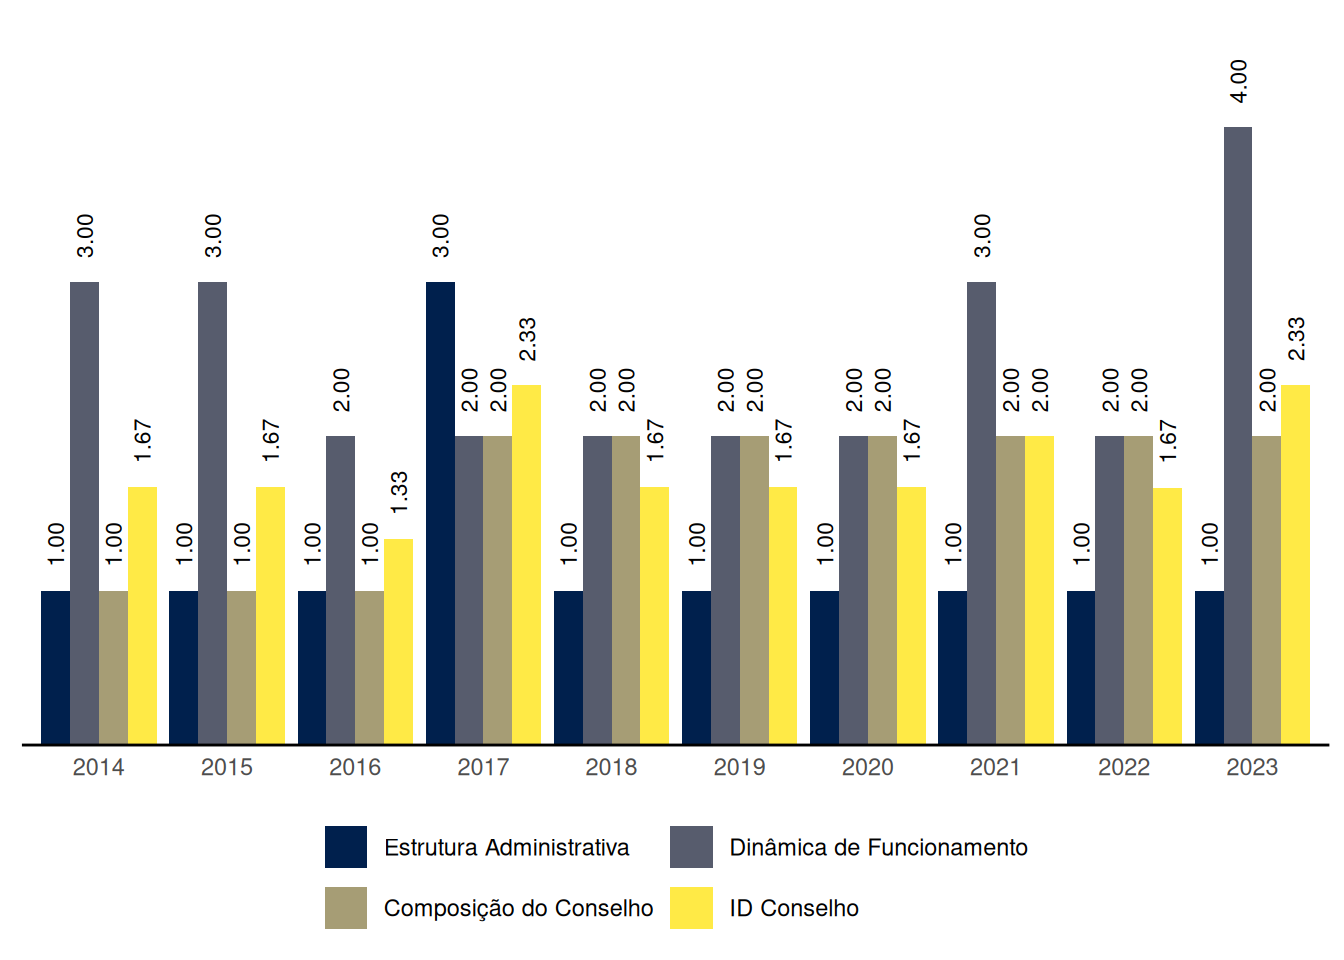 4.00
3.00 3.00 3.00 3.00
2.33 2.33
2.00 2.00 2.00 2.00 2.00 2.00 2.00 2.00 2.00 2.00 2.00 2.00 2.00 2.00
1.67 1.67 1.67 1.67 1.67 1.67
1.33
1.00 1.00 1.00 1.00 1.00 1.00 1.00 1.00 1.00 1.00 1.00 1.00
2014 2015 2016 2017 2018 2019 2020 2021 2022 2023
Estrutura Administrativa Dinâmica de Funcionamento
Composição do Conselho ID Conselho